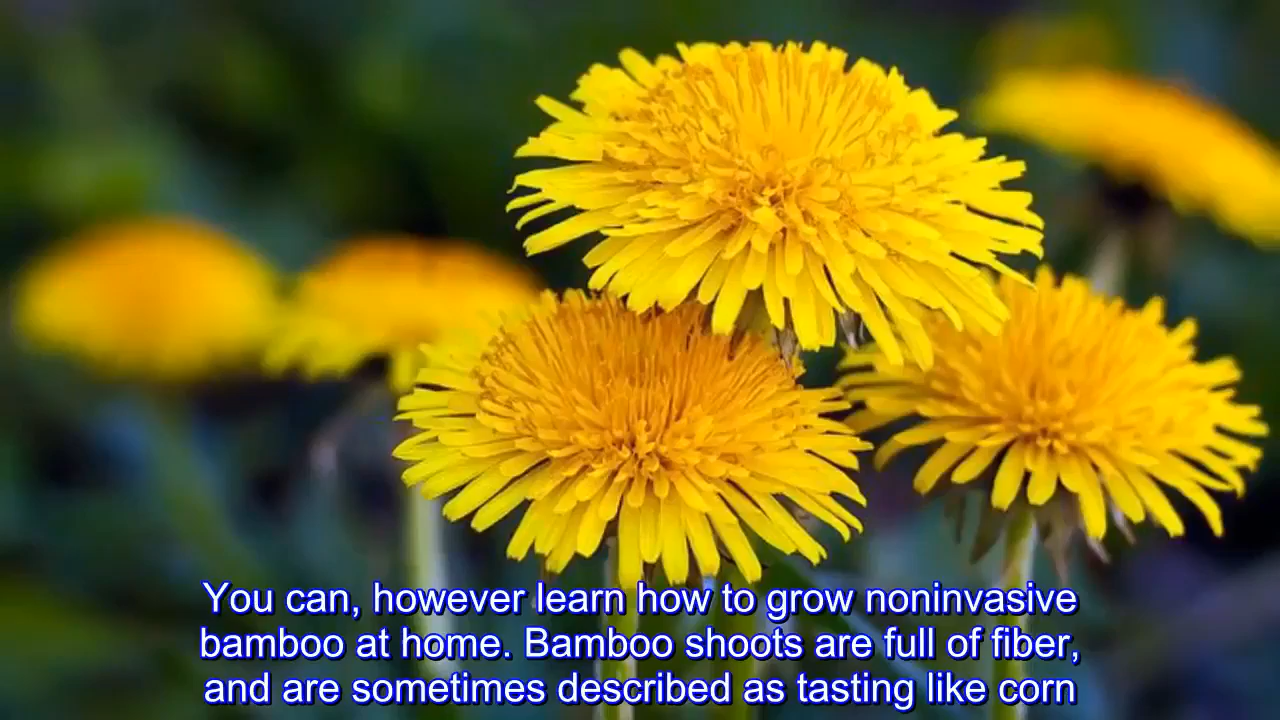 You can, however learn how to grow noninvasive
bamboo at home. Bamboo shoots are full of fiber,
and are sometimes described as tasting like corn